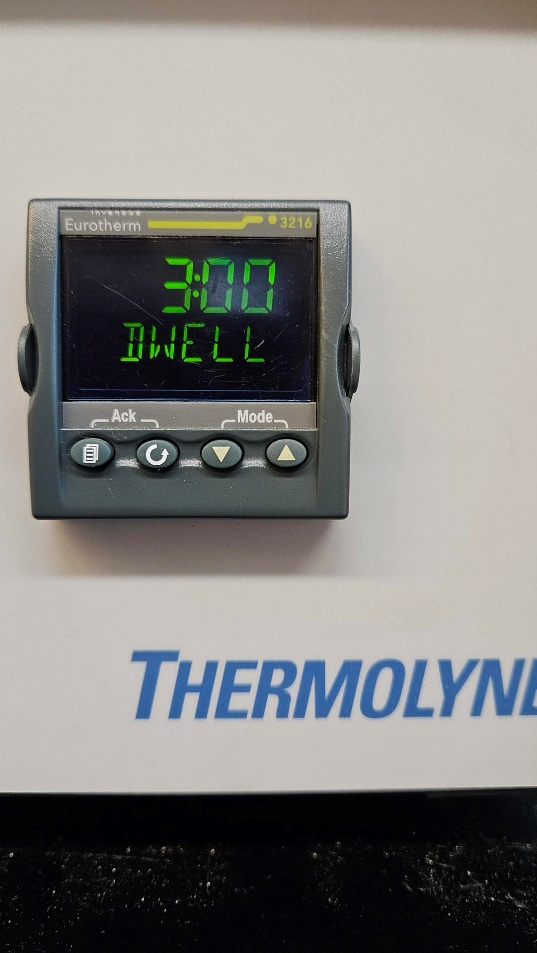 Eurotherm 3216
3:00
DWELL
Ack Mode
THERMOLYNE